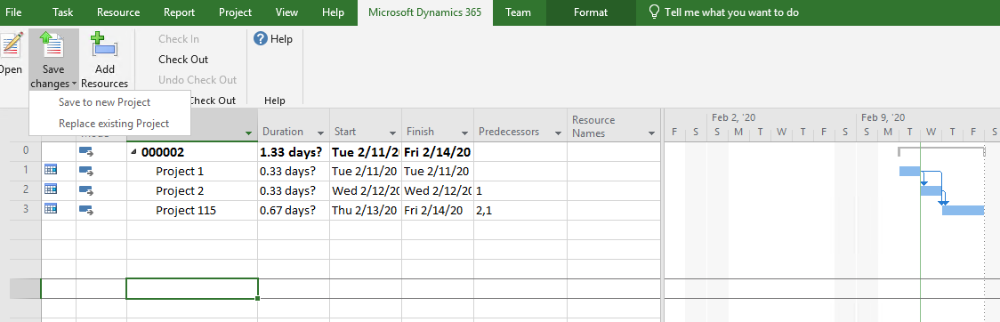 File Task Resource Report Project View Help Microsoft Dynamics 365 Team Format Tell me what you want to do
Open
Save changes
Add Resources
Check In
Check Out
Undo Check Out
Check Out
Help
Help
Save to new Project
Replace existing Project
Duration Start Finish Predecessors Resource Names
Feb 2, '20 Feb 9, '20
F S S M T W T F S S M T W T F S
0 000002 1.33 days? Tue 2/11/20 Fri 2/14/20
1 Project 1 0.33 days? Tue 2/11/20 Tue 2/11/20
2 Project 2 0.33 days? Wed 2/12/20 Wed 2/12/20 1
3 Project 115 0.67 days? Thu 2/13/20 Fri 2/14/20 2,1